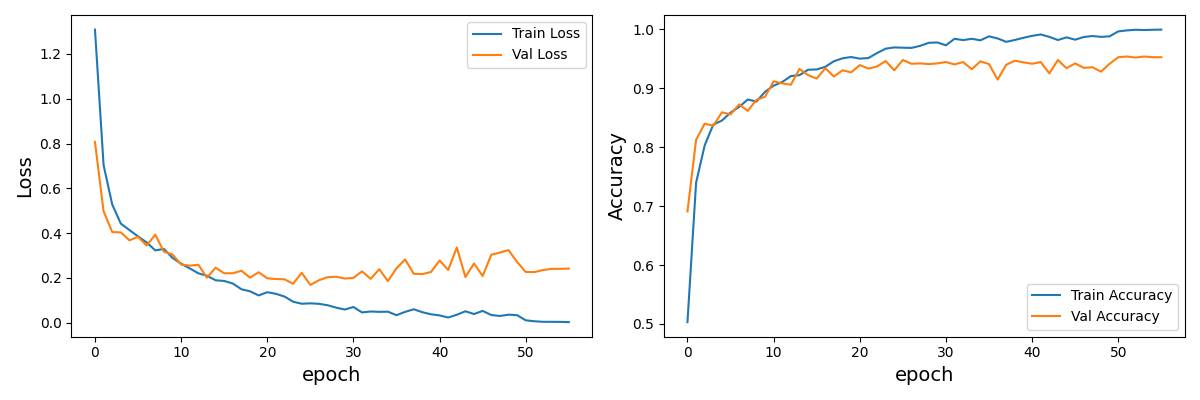 Loss
1.2
1.0
0.8
0.6
0.4
0.2
0.0
0 10 20 30 40 50
epoch
Train Loss
Val Loss
Accuracy
1.0
0.9
0.8
0.7
0.6
0.5
0 10 20 30 40 50
epoch
Train Accuracy
Val Accuracy